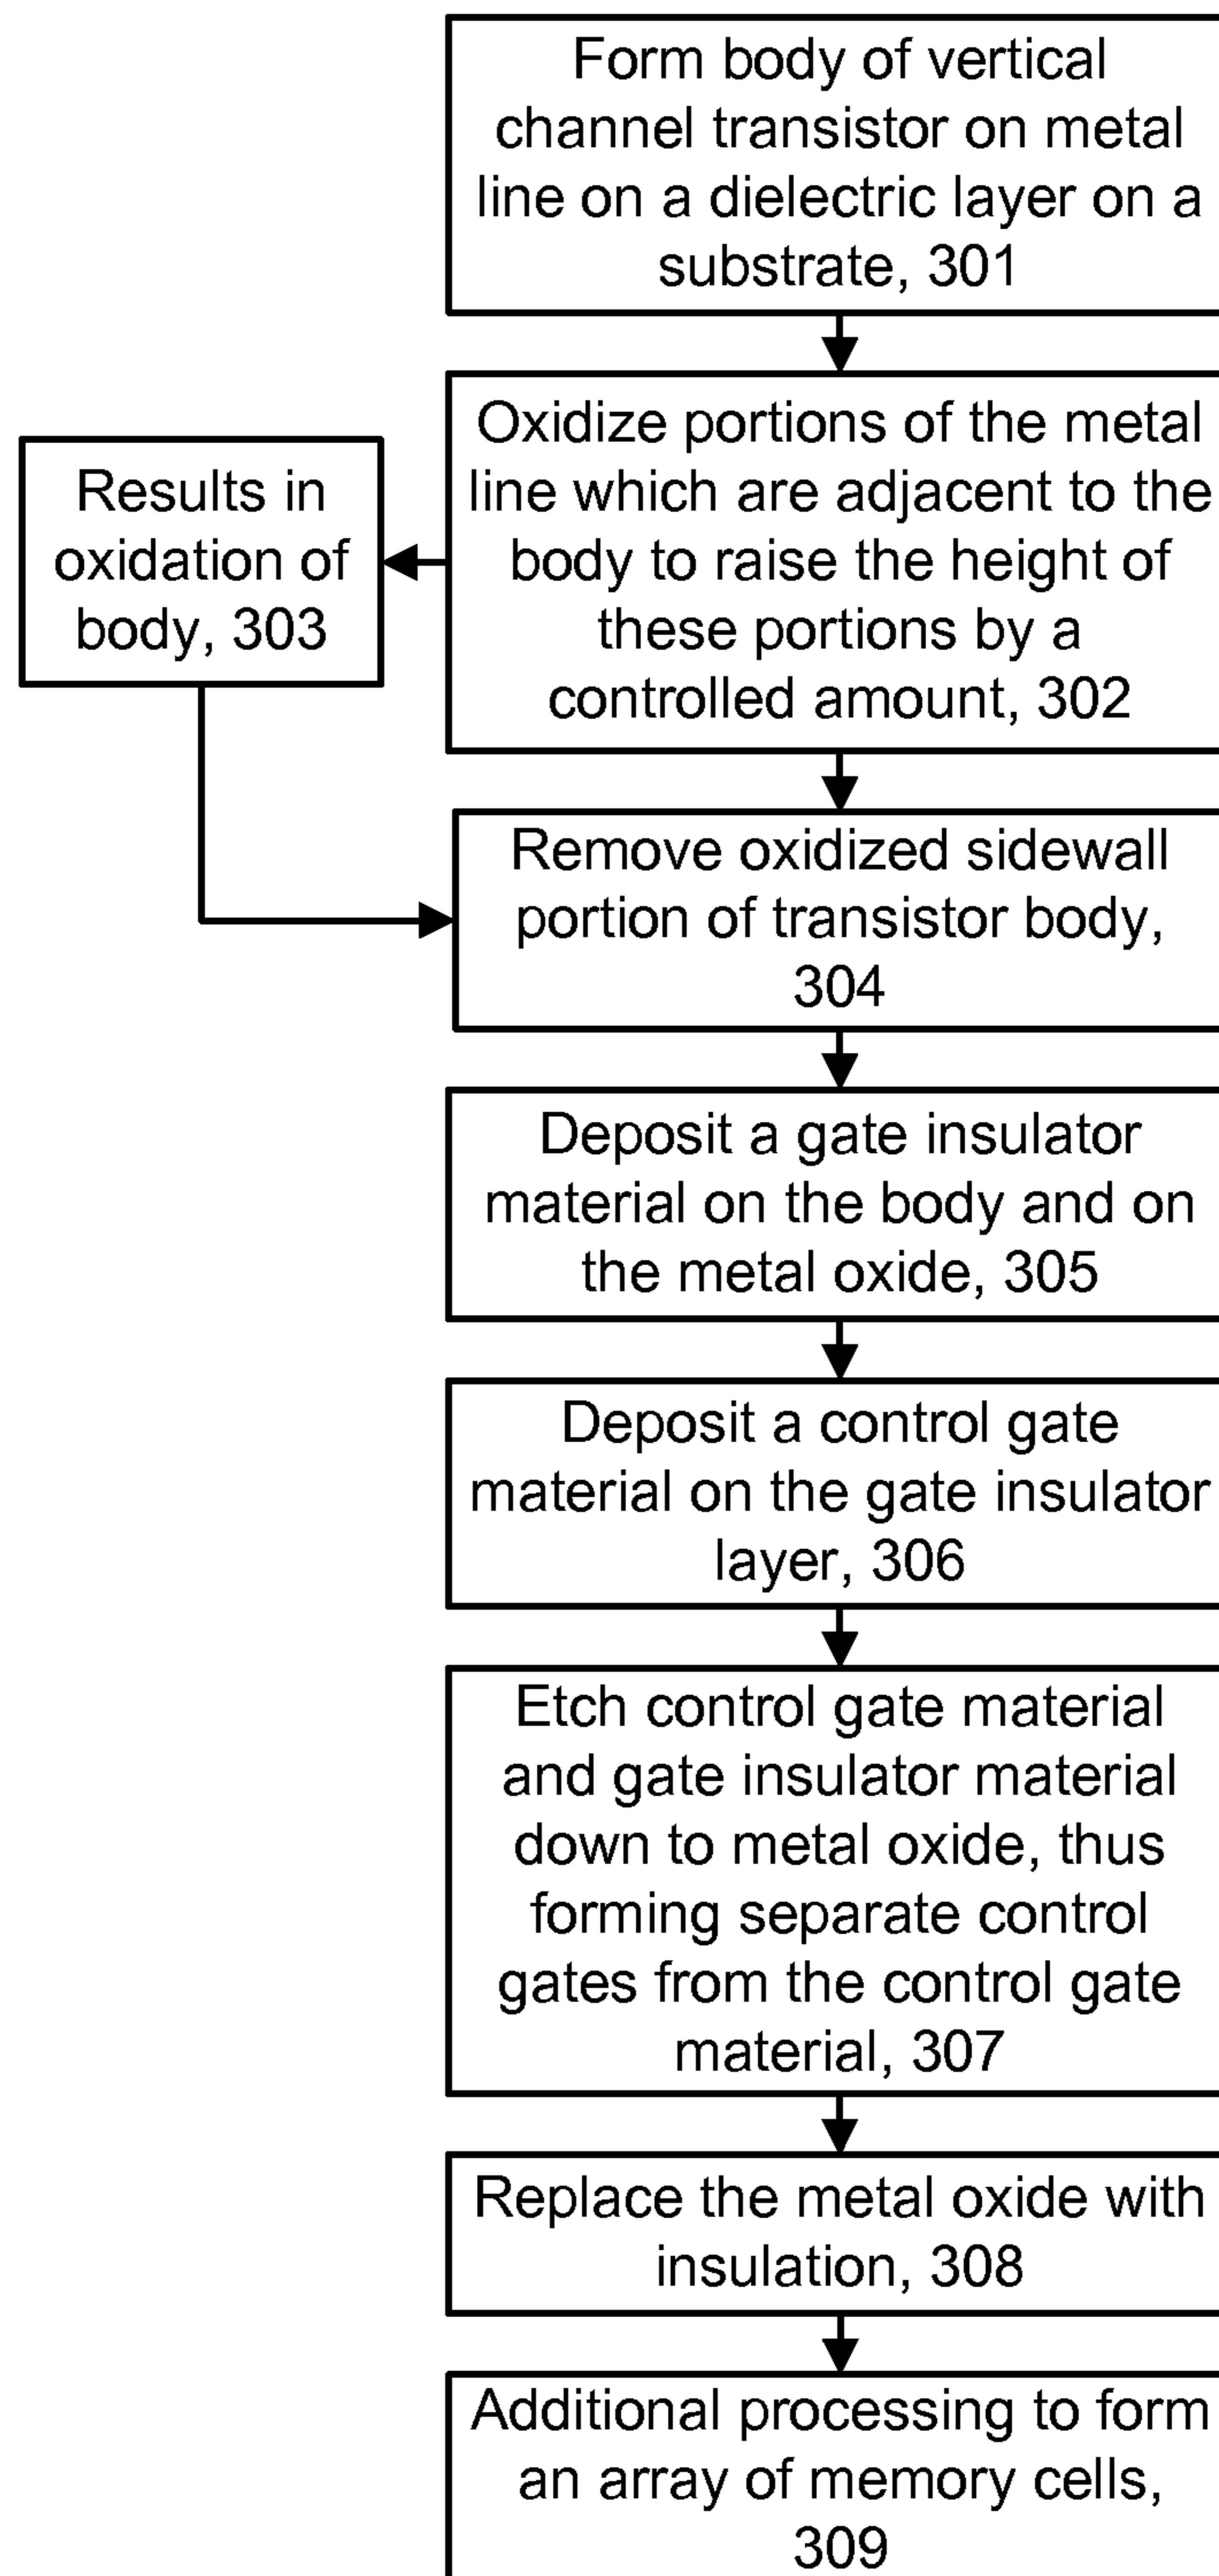 Form body of vertical
channel transistor on metal
line on a dielectric layer on a
substrate, 301
Oxidize portions of the metal
line which are adjacent to the
body to raise the height of
these portions by a
controlled amount, 302
Results in
oxidation of
body, 303
Remove oxidized sidewall
portion of transistor body,
304
Deposit a gate insulator
material on the body and on
the metal oxide, 305
Deposit a control gate
material on the gate insulator
layer, 306
Etch control gate material
and gate insulator material
down to metal oxide, thus
forming separate control
gates from the control gate
material, 307
Replace the metal oxide with
insulation, 308
Additional processing to form
an array of memory cells,
309